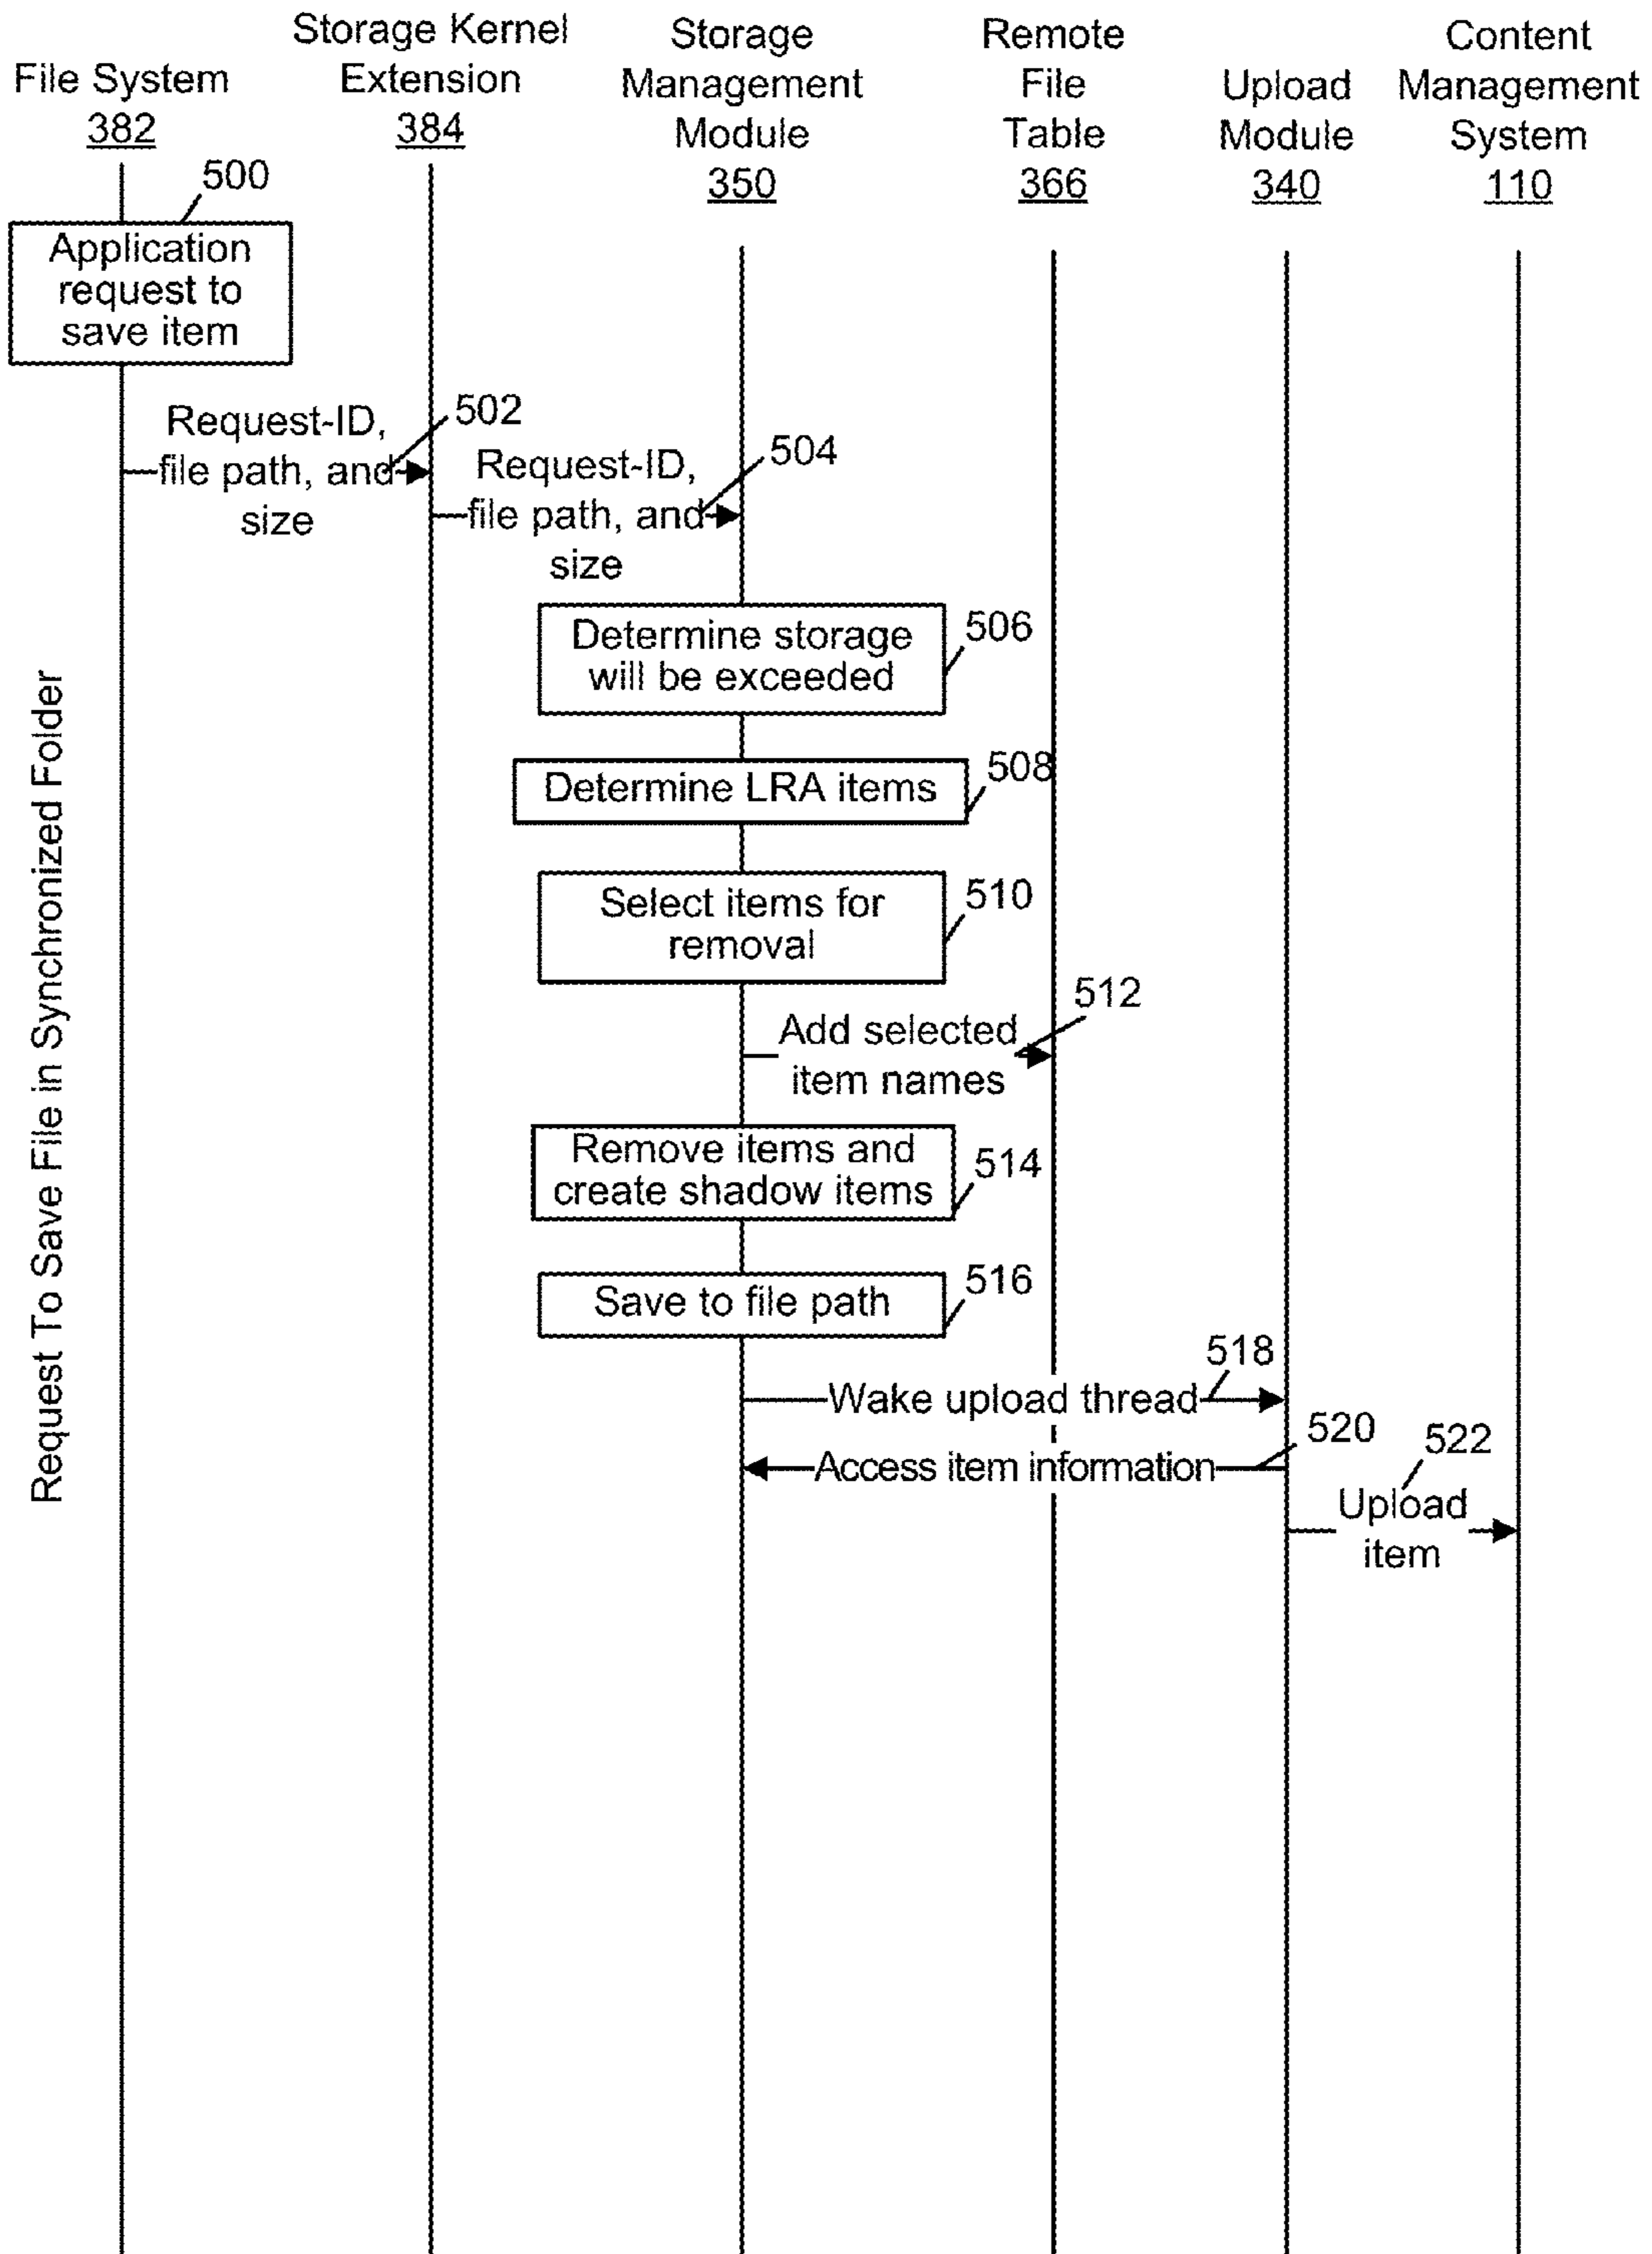 File System
382
Storage Kernel
Extension
384
Storage
Management
Module
350
Remote
File
Table
366
Upload
Module
340
Content
Management
System
110
500
Application
request to
save item
Request-ID,
file path, and
size
502
Request-ID,
file path, and
size
504
Determine storage
will be exceeded
506
Determine LRA items
508
Select items for
removal
510
Add selected
item names
512
Remove items and
create shadow items
514
Save to file path
516
Wake upload thread
518
Access item information
520
Upload
item
522
Request To Save File in Synchronized Folder